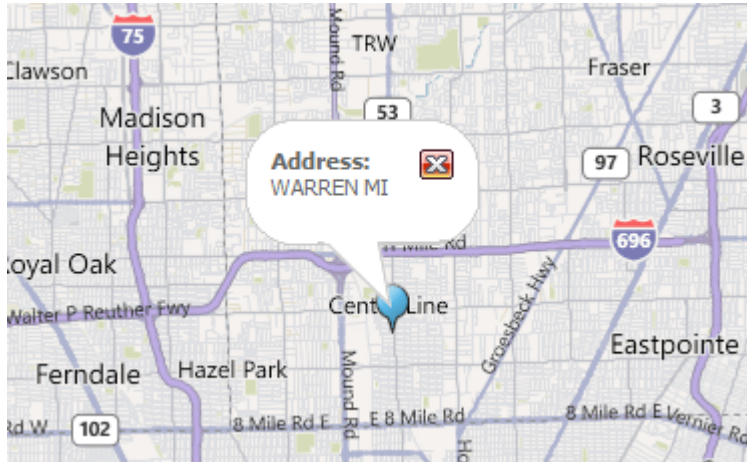 75
Mound Rd
TRW
Clawson
Fraser
Madison
Heights
53
3
Address:
WARREN MI
97
Roseville
Mile Rd
696
Royal Oak
Walter P Reuther Fwy
Center Line
Groesbeck Hwy
Eastpointe
Ferndale
Hazel Park
Mound Rd
Rd W
102
8 Mile Rd E
E 8 Mile Rd
8 Mile Rd E
Vernier Rd